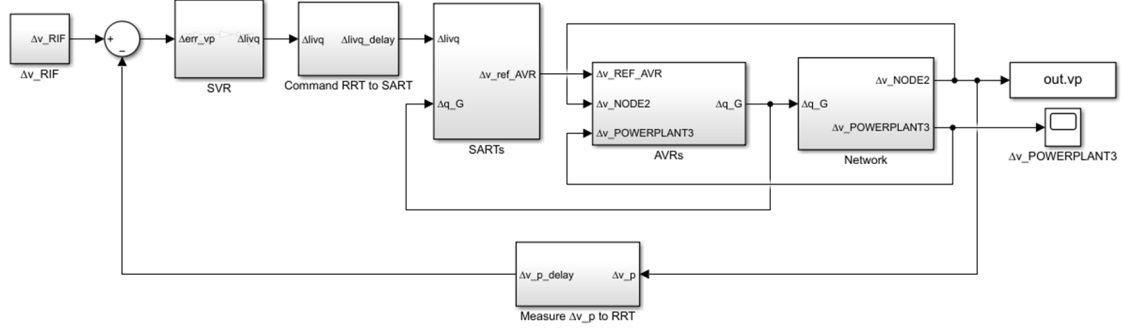 Δv_RIF
Δv_RIF
+
−
Δerr_vp
Δlivq
SVR
Δlivq
Δlivq_delay
Command RRT to SART
Δlivq
Δv_ref_AVR
Δq_G
SARTs
Δv_REF_AVR
Δv_NODE2
Δq_G
Δv_POWERPLANT3
AVRs
Δv_NODE2
Δq_G
Δv_POWERPLANT3
Network
out.vp
Δv_POWERPLANT3
Δv_p_delay
Δv_p
Measure Δv_p to RRT